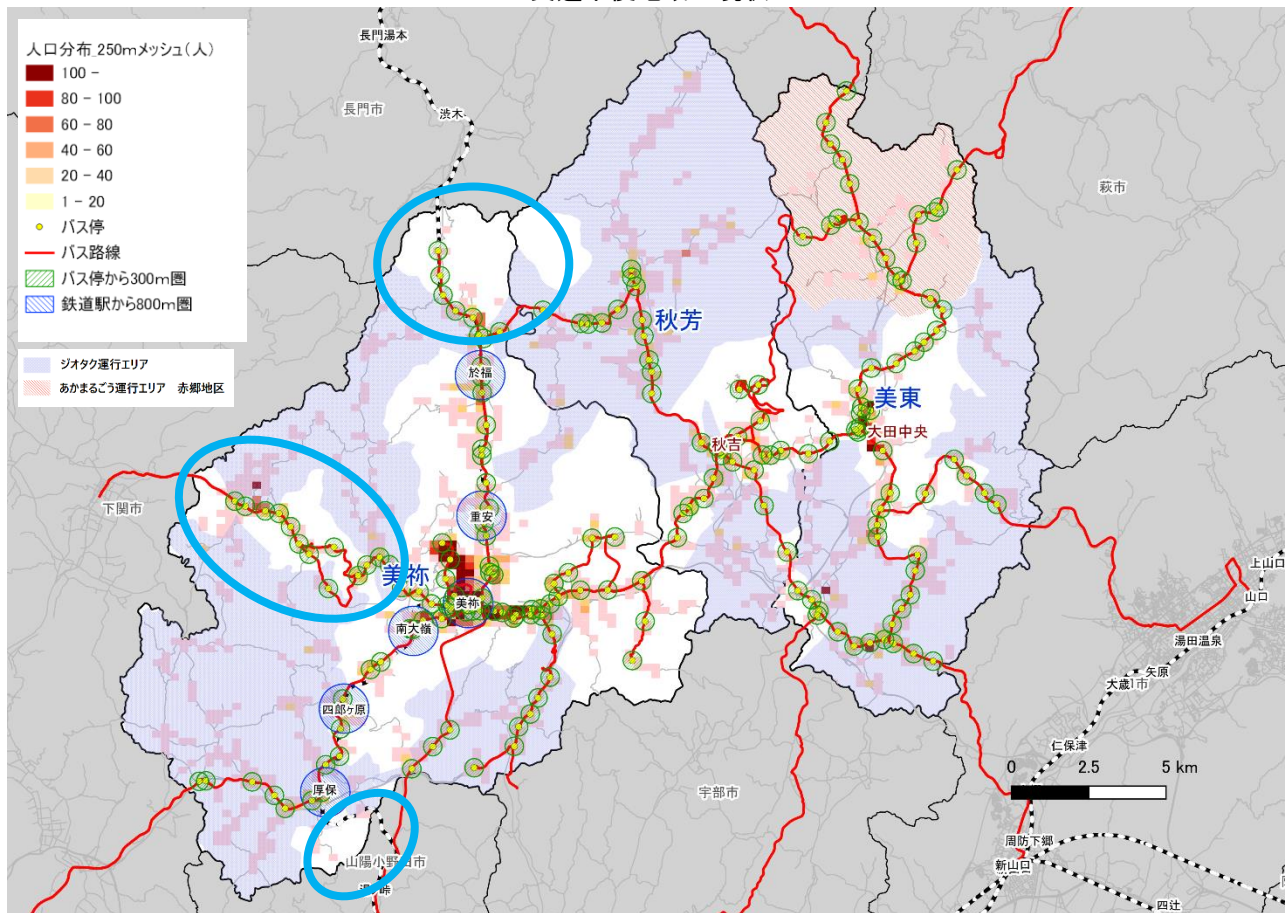 人口分布_250mメッシュ(人)
100 -
80 - 100
60 - 80
40 - 60
20 - 40
1 - 20
バス停
バス路線
バス停から300m圏
鉄道駅から800m圏
ジオタク運行エリア
あかまるごう運行エリア 赤郷地区
長門湯本
長門市
渋木
萩市
秋芳
於福
美東
大田中央
秋吉
下関市
重安
美祢
美祢
南大嶺
四郎ヶ原
厚保
山陽小野田市
宇部市
上山口
山口
湯田温泉
矢原
大歳
仁保津
0 2.5 5 km
周防下郷
新山口
四辻